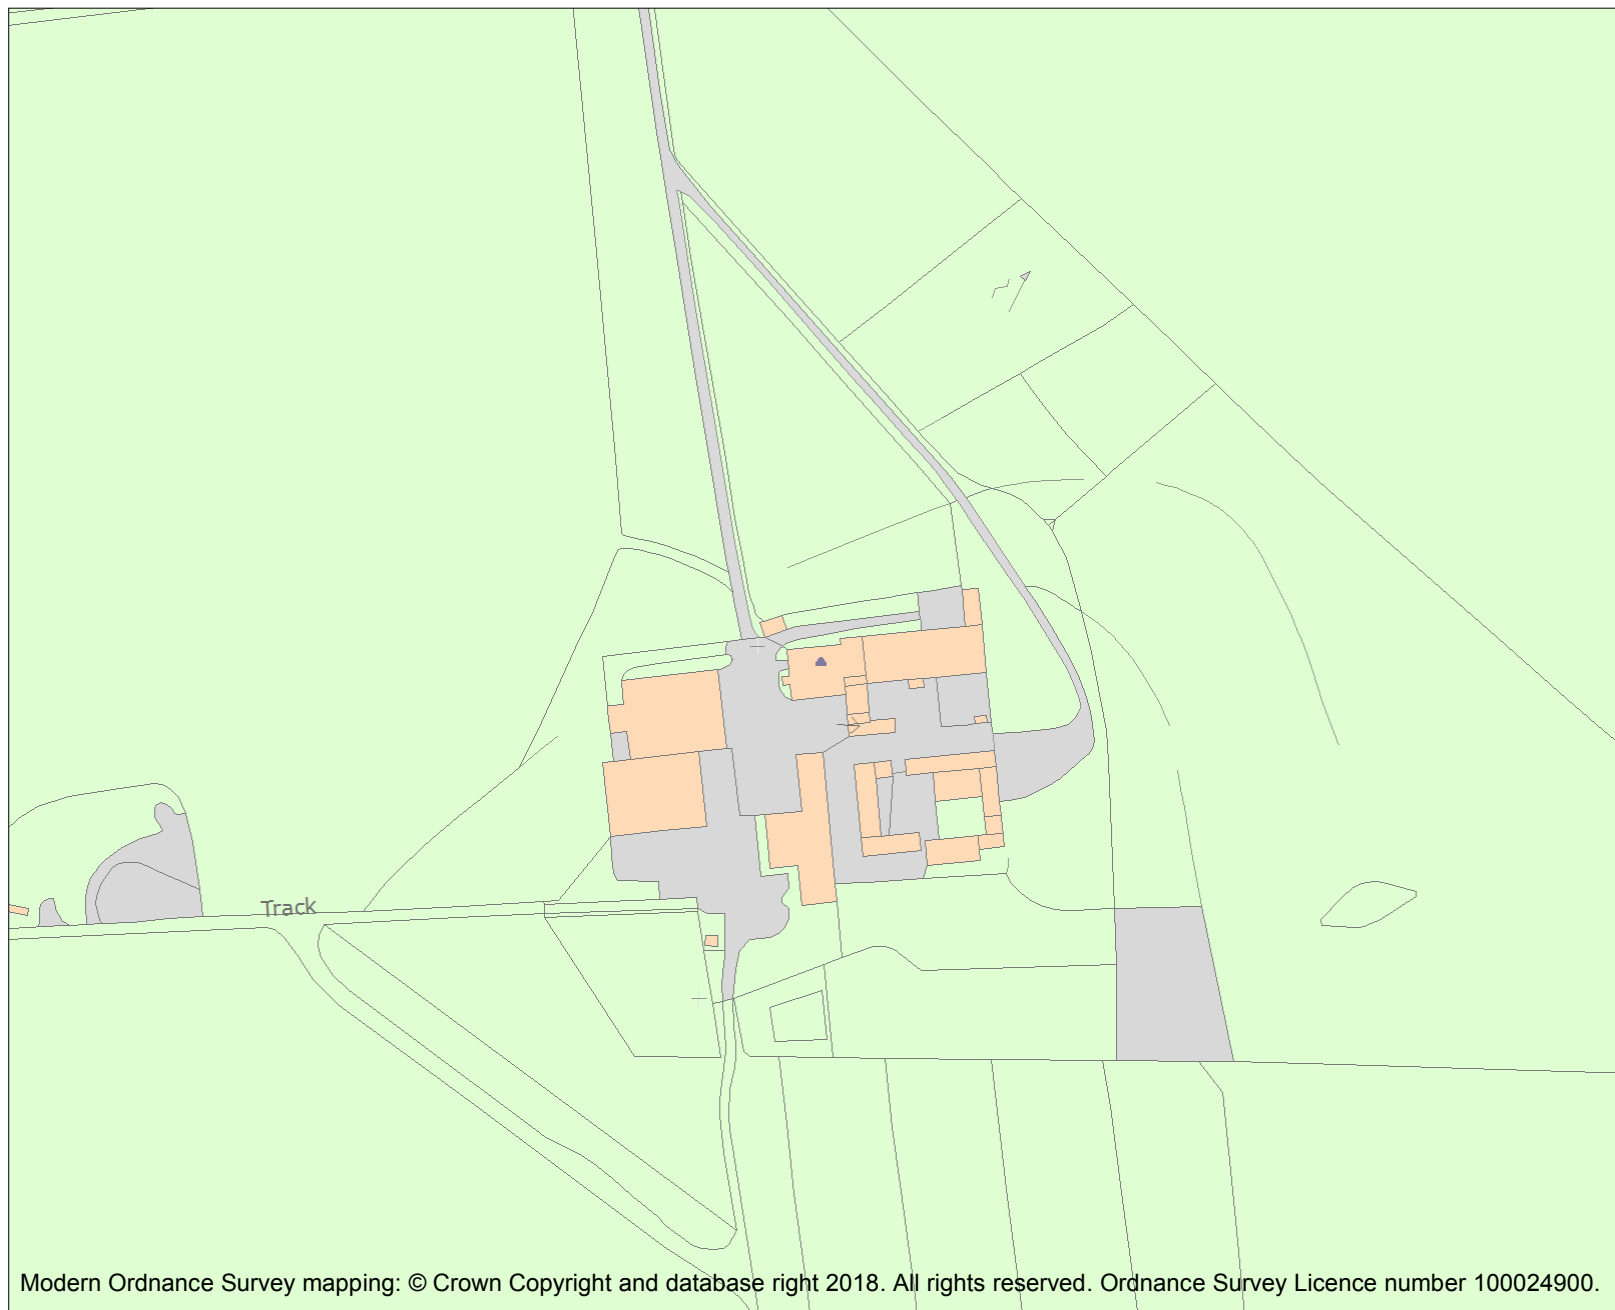 Track
Modern Ordnance Survey mapping: © Crown Copyright and database right 2018. All rights reserved. Ordnance Survey Licence number 100024900.